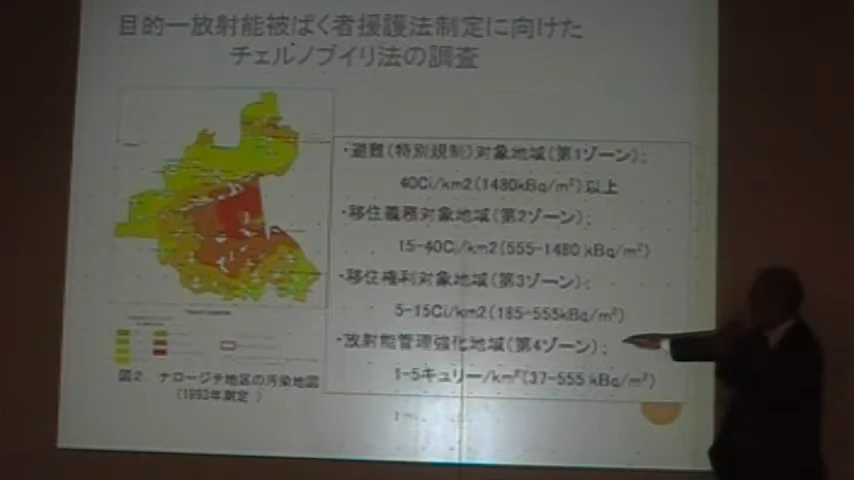 目的ー放射能被ばく者援護法制定に向けた
チェルノブイリ法の調査
・避難(特別規制)対象地域(第1ゾーン);
40Ci/km2(1480kBq/m²)以上
・移住義務対象地域(第2ゾーン);
15-40Ci/km2(555-1480 kBq/m²)
・移住権利対象地域(第3ゾーン);
5-15Ci/km2(185-555kBq/m²)
・放射能管理強化地域(第4ゾーン);
1-5キュリー/km²(37-555 kBq/m²)
図2 ナロージチ地区の汚染地図
(1993年測定 )